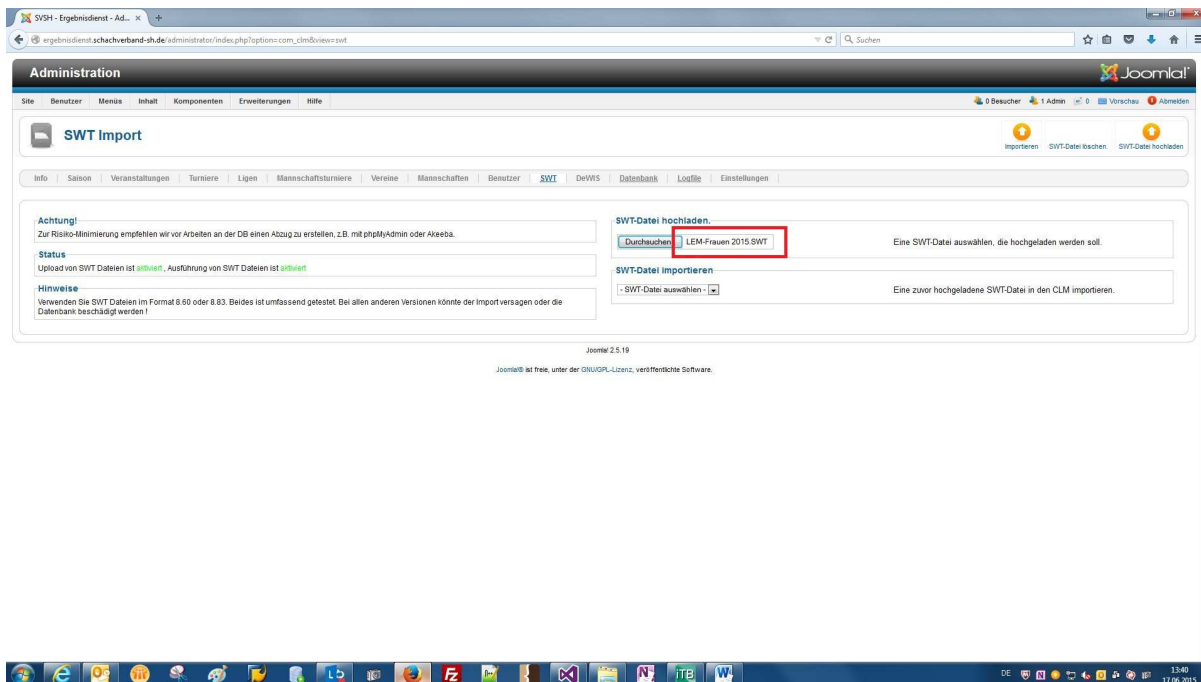 SVSH - Ergebnisdienst - Ad... × +
ergebnisdienst.schachverband-sh.de/administrator/index.php?option=com_clm&view=swt
Suchen
Administration
Joomla!
Site Benutzer Menüs Inhalt Komponenten Erweiterungen Hilfe
0 Besucher 1 Admin 0 Vorschau Abmelden
SWT Import
Importieren SWT-Datei löschen. SWT-Datei hochladen
Info Saison Veranstaltungen Turniere Ligen Mannschaftsturniere Vereine Mannschaften Benutzer SWT DeWIS Datenbank Logfile Einstellungen
Achtung!
Zur Risiko-Minimierung empfehlen wir vor Arbeiten an der DB einen Abzug zu erstellen, z.B. mit phpMyAdmin oder Akeeba.
Status
Upload von SWT Dateien ist aktiviert , Ausführung von SWT Dateien ist aktiviert
Hinweise
Verwenden Sie SWT Dateien im Format 8.60 oder 8.83. Beides ist umfassend getestet. Bei allen anderen Versionen könnte der Import versagen oder die
Datenbank beschädigt werden !
SWT-Datei hochladen.
Durchsuchen LEM-Frauen 2015.SWT
Eine SWT-Datei auswählen, die hochgeladen werden soll.
SWT-Datei importieren
- SWT-Datei auswählen -
Eine zuvor hochgeladene SWT-Datei in den CLM importieren.
Joomla! 2.5.19
Joomla!® ist freie, unter der GNU/GPL-Lizenz, veröffentlichte Software.
DE
13:40
17.06.2015